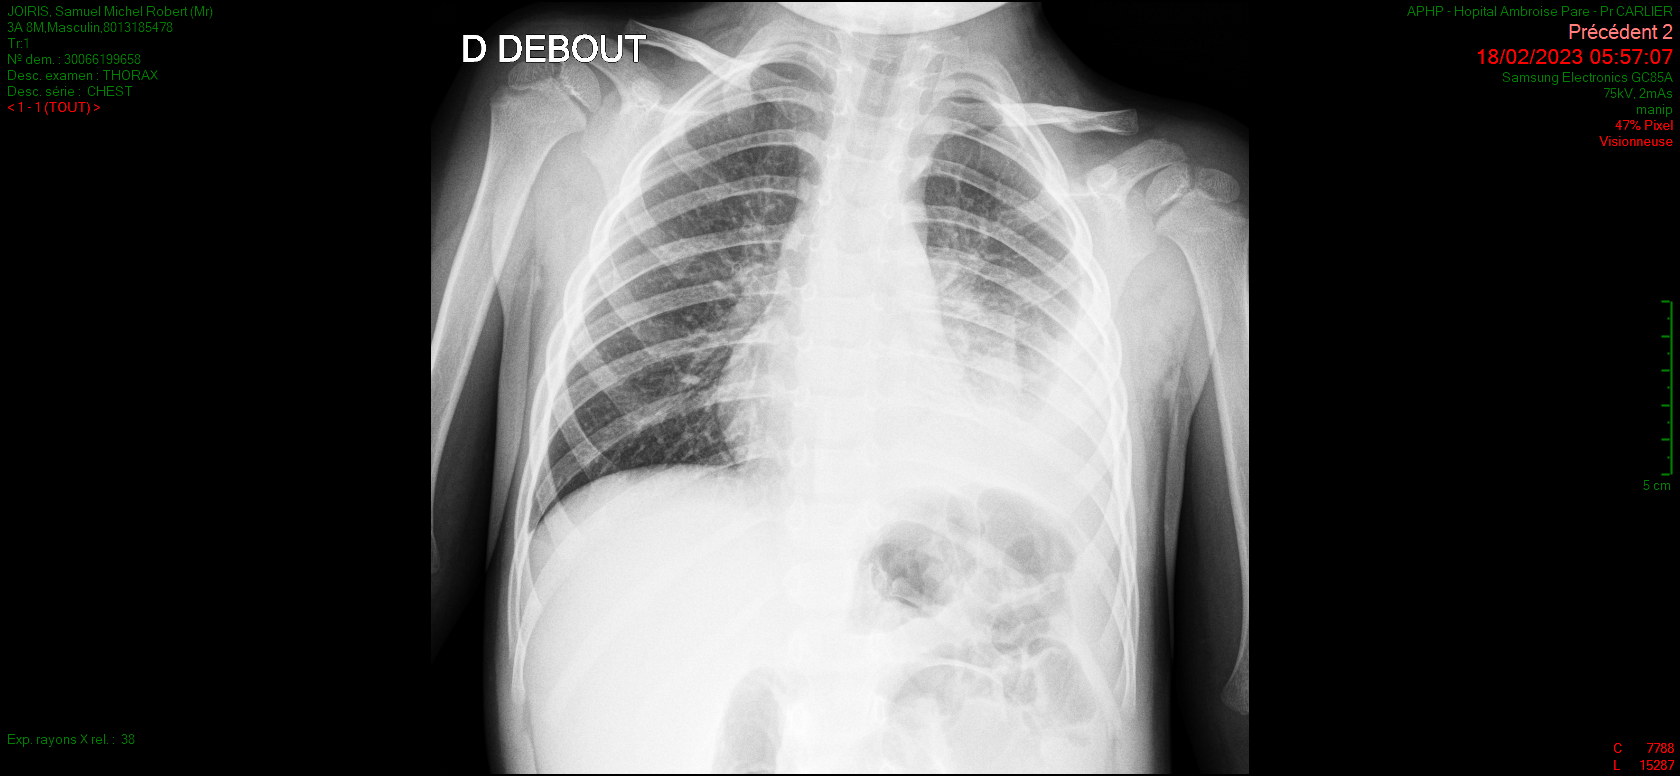 JOIRIS, Samuel Michel Robert (Mr)
3A 8M,Masculin,8013185478
Tr:1
Nº dem. : 30066199658
Desc. examen : THORAX
Desc. série : CHEST
< 1 - 1 (TOUT) >
D DEBOUT
APHP - Hopital Ambroise Pare - Pr CARLIER
Précédent 2
18/02/2023 05:57:07
Samsung Electronics GC85A
75kV, 2mAs
manip
47% Pixel
Visionneuse
5 cm
Exp. rayons X rel. : 38
C 7788
L 15287